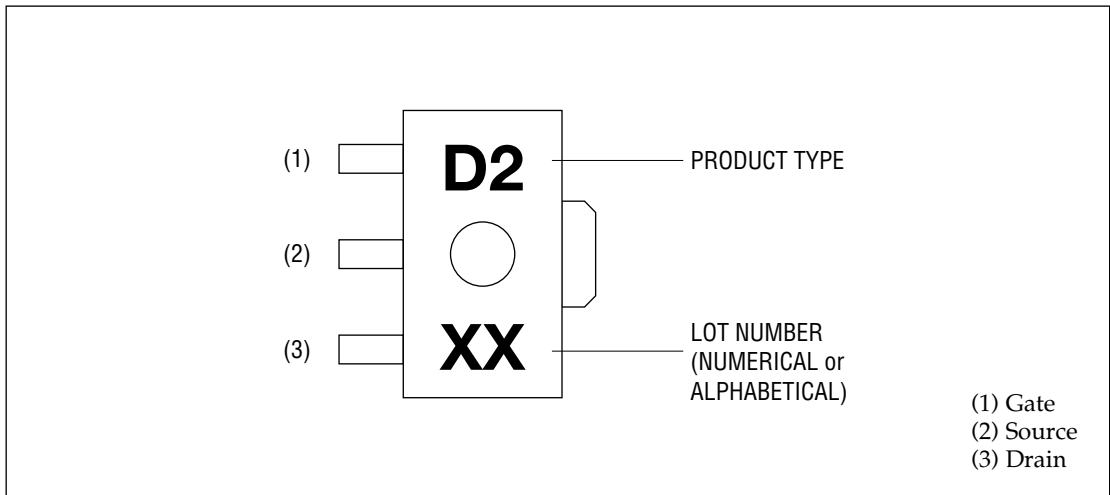 (1)
D2
PRODUCT TYPE
(2)
(3)
XX
LOT NUMBER
(NUMERICAL or
ALPHABETICAL)
(1) Gate
(2) Source
(3) Drain